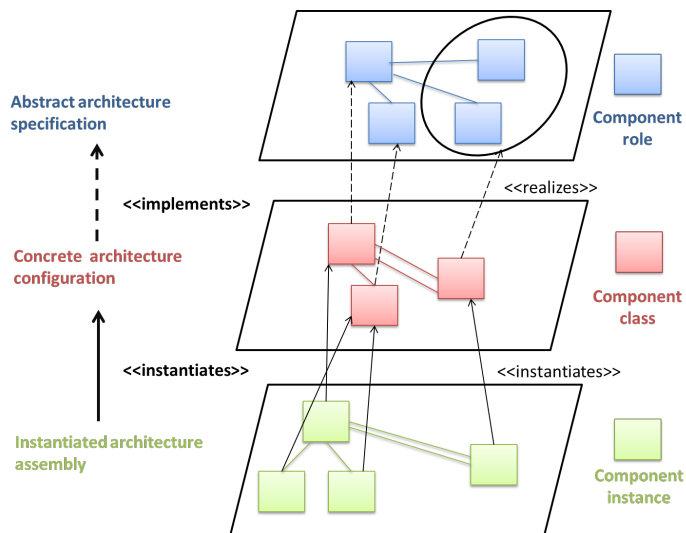 Abstract architecture
specification
Component
role
<<implements>>
<<realizes>>
Concrete architecture
configuration
Component
class
<<instantiates>>
<<instantiates>>
Instantiated architecture
assembly
Component
instance